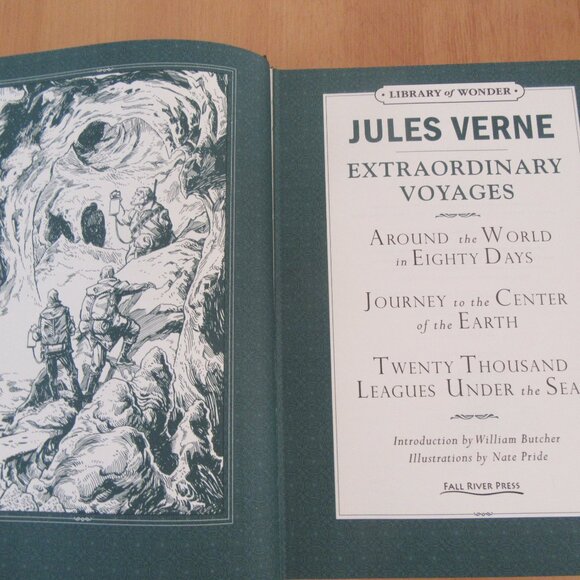 LIBRARY of WONDER
JULES VERNE
EXTRAORDINARY
VOYAGES
AROUND the WORLD
in EIGHTY DAYS
JOURNEY to the CENTER
of the EARTH
TWENTY THOUSAND
LEAGUES UNDER the SEA
Introduction by William Butcher
Illustrations by Nate Pride
FALL RIVER PRESS